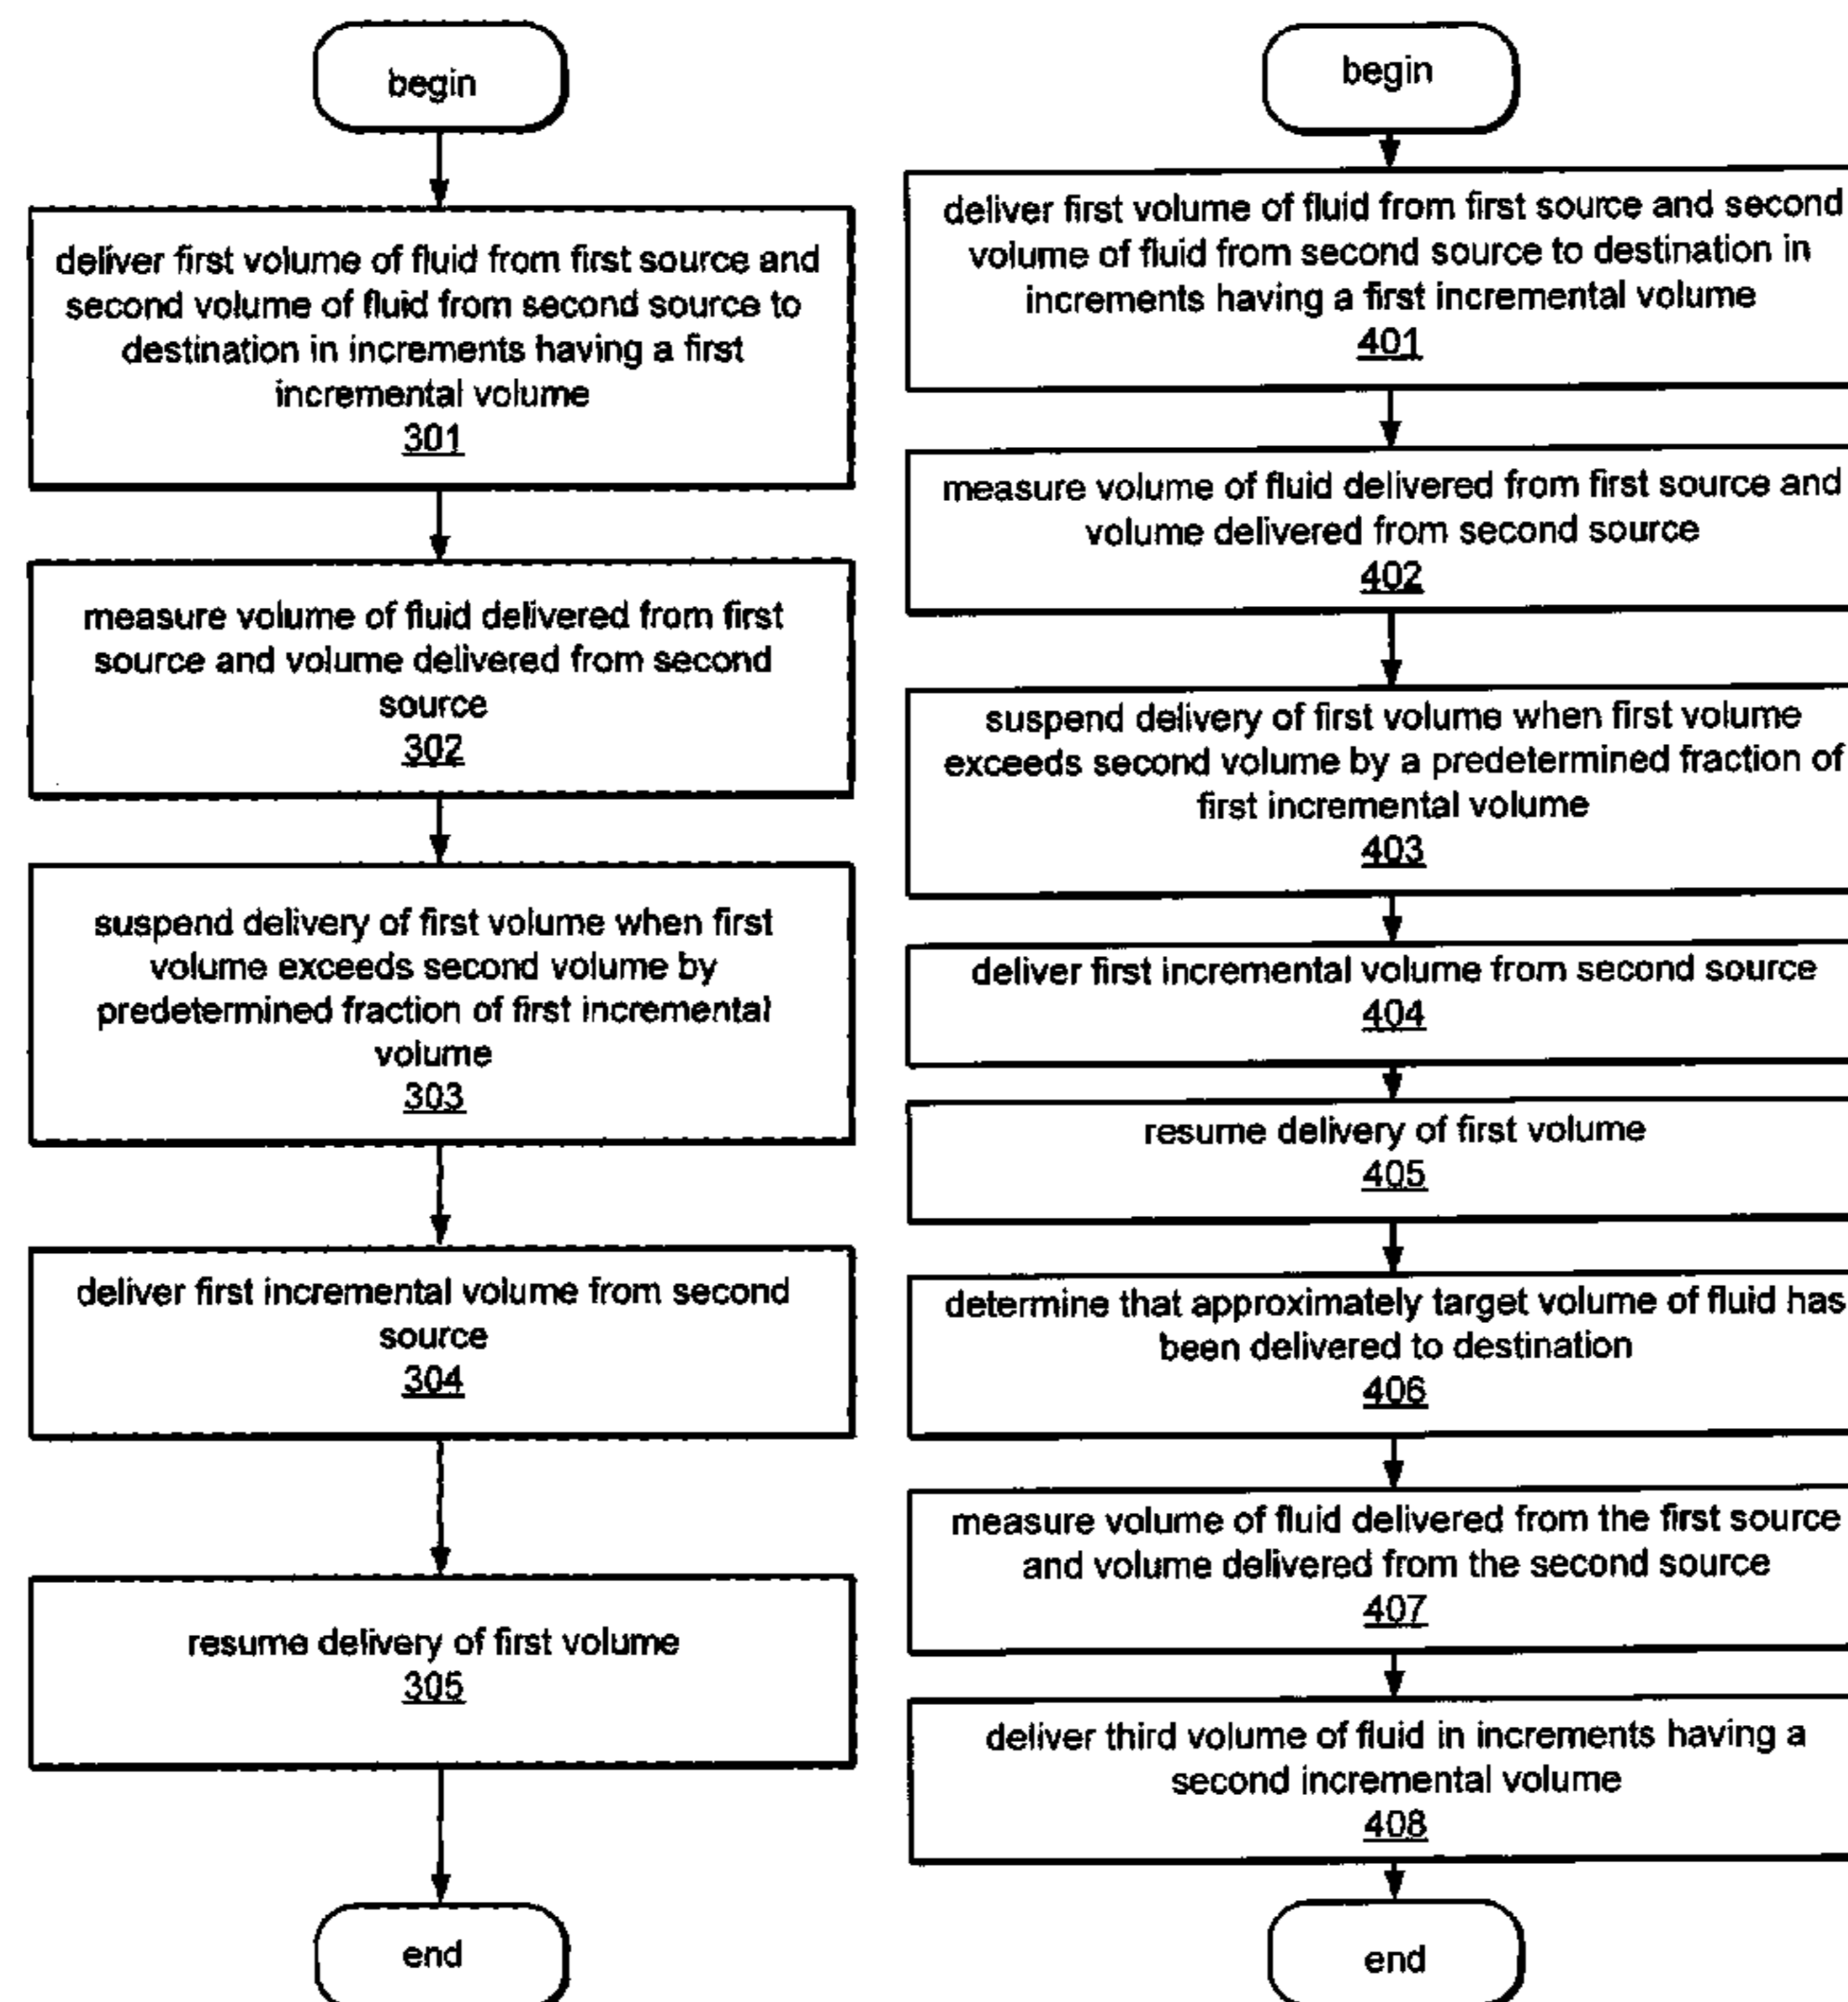 begin
deliver first volume of fluid from first source and
second volume of fluid from second source to
destination in increments having a first
incremental volume
301
measure volume of fluid delivered from first
source and volume delivered from second
source
302
suspend delivery of first volume when first
volume exceeds second volume by
predetermined fraction of first incremental
volume
303
deliver first incremental volume from second
source
304
resume delivery of first volume
305
end
begin
deliver first volume of fluid from first source and second
volume of fluid from second source to destination in
increments having a first incremental volume
401
measure volume of fluid delivered from first source and
volume delivered from second source
402
suspend delivery of first volume when first volume
exceeds second volume by a predetermined fraction of
first incremental volume
403
deliver first incremental volume from second source
404
resume delivery of first volume
405
determine that approximately target volume of fluid has
been delivered to destination
406
measure volume of fluid delivered from the first source
and volume delivered from the second source
407
deliver third volume of fluid in increments having a
second incremental volume
408
end